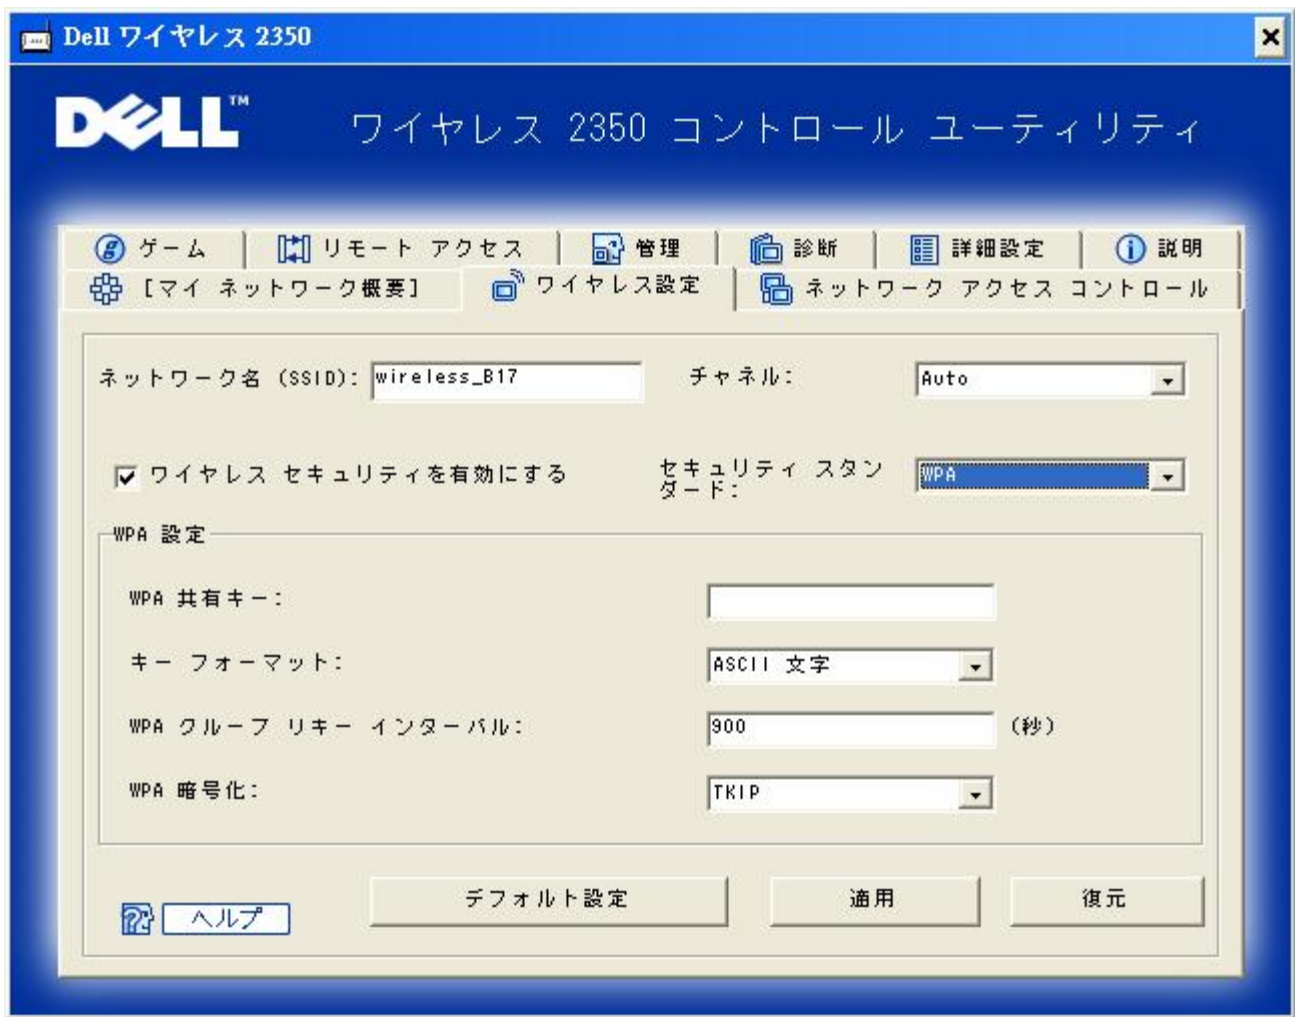 Dell ワイヤレス 2350
DELL™
ワイヤレス 2350 コントロール ユーティリティ
ゲーム
リモート アクセス
管理
診断
詳細設定
説明
[マイ ネットワーク概要]
ワイヤレス設定
ネットワーク アクセス コントロール
ネットワーク名 (SSID): wireless_B17
チャネル: Auto
ワイヤレス セキュリティを有効にする
セキュリティ スタン
ダード: WPA
WPA 設定
WPA 共有キー:
キー フォーマット: ASCII 文字
WPA グループ リキー インターバル: 900 (秒)
WPA 暗号化: TKIP
ヘルプ
デフォルト設定
適用
復元